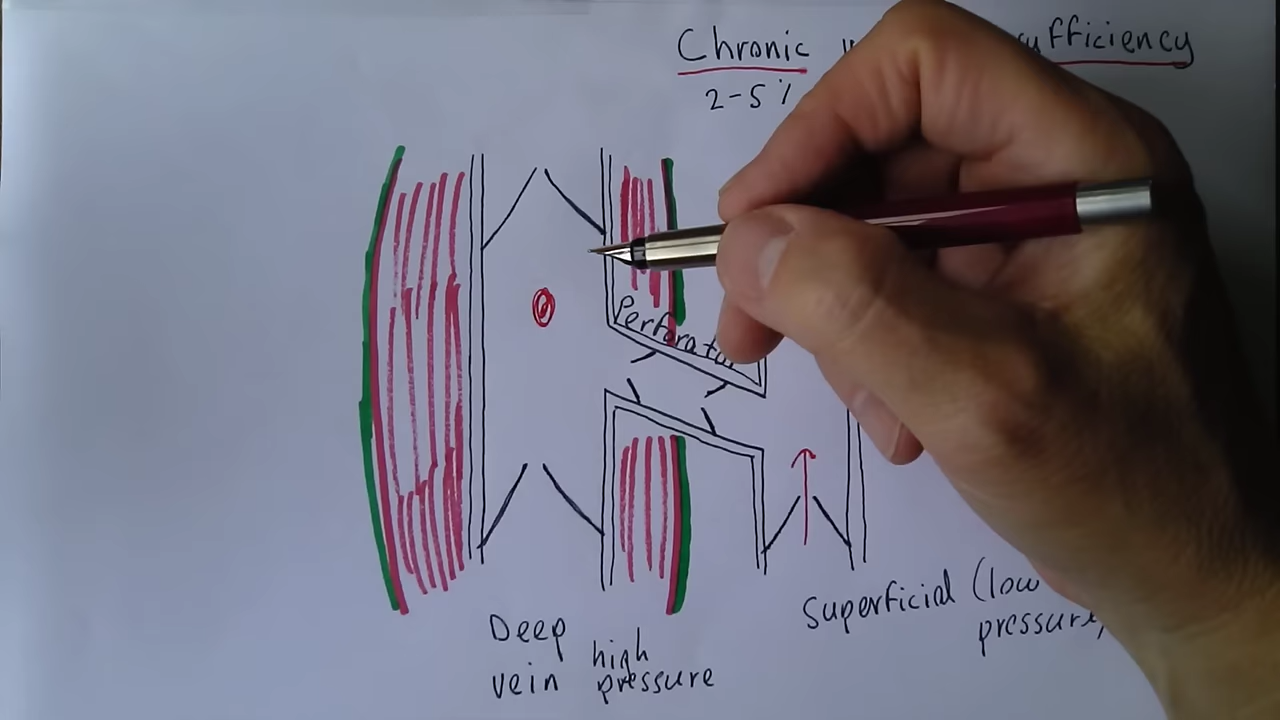 Chronic
2-5%
Perforator
Deep
vein high
pressure
Superficial (low
pressure)